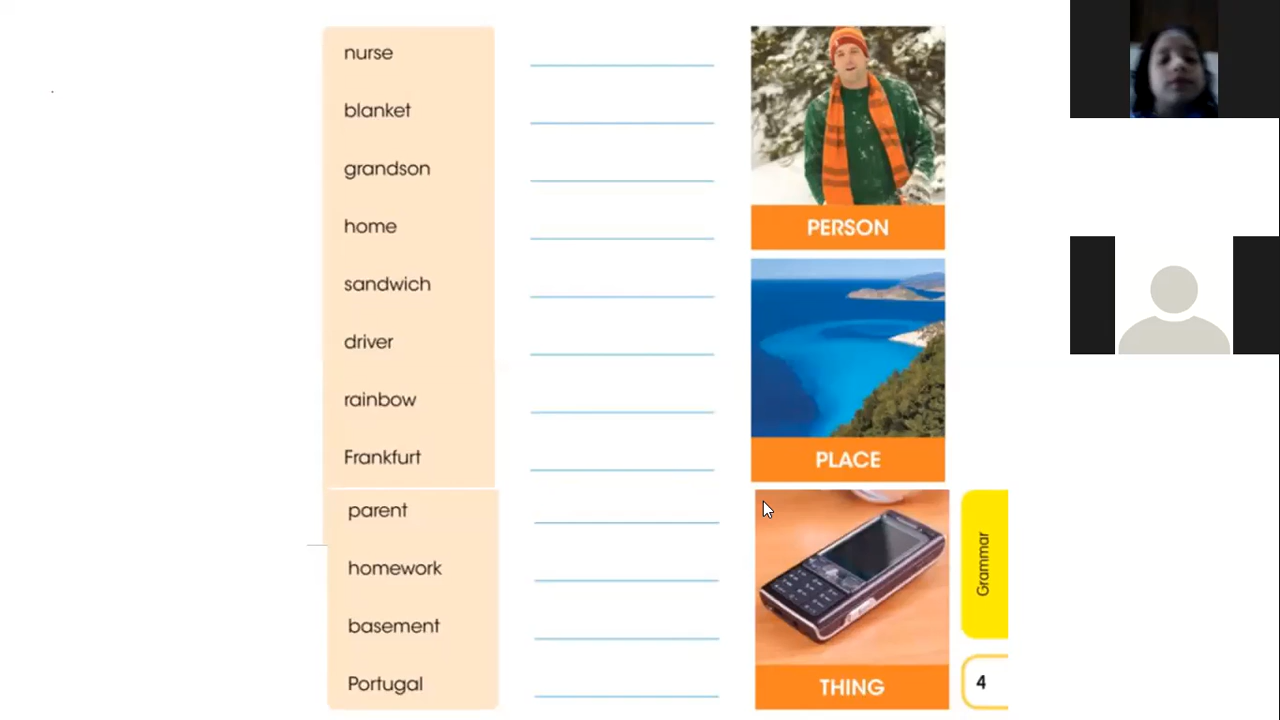 nurse
blanket
grandson
home
sandwich
driver
rainbow
Frankfurt
parent
homework
basement
Portugal
PERSON
PLACE
THING
Grammar
4